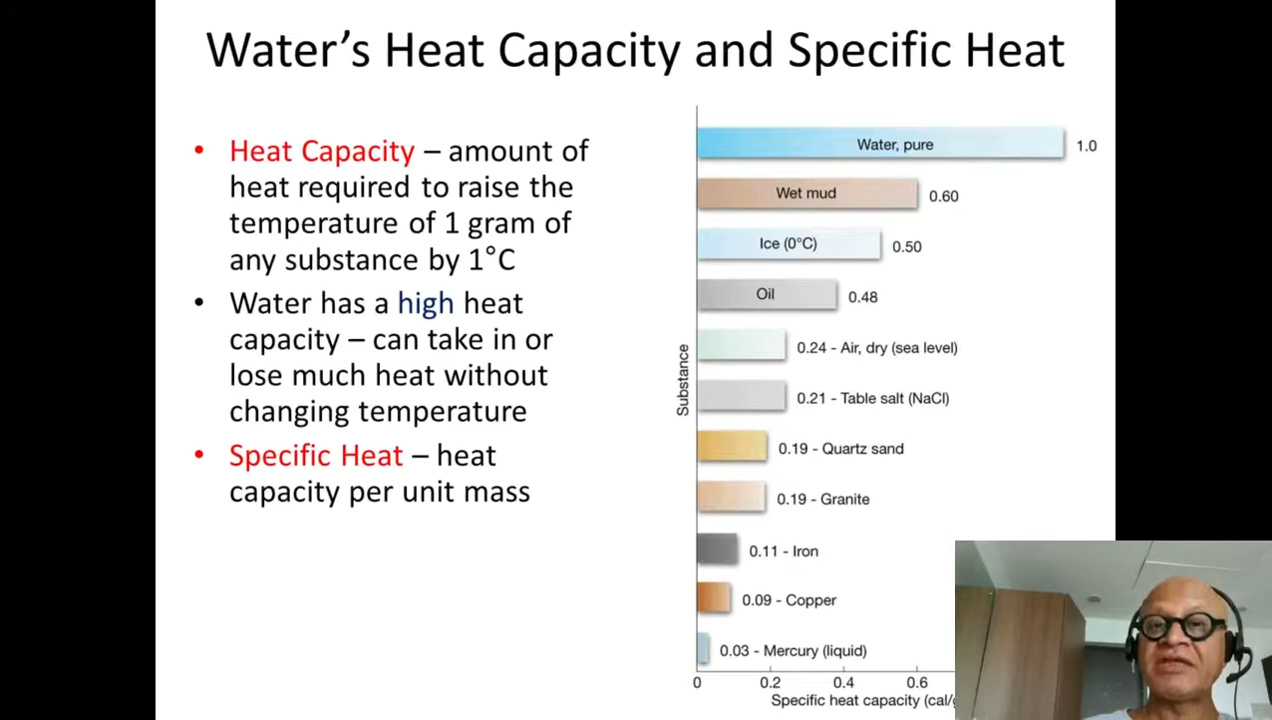 Water’s Heat Capacity and Specific Heat
• Heat Capacity – amount of
heat required to raise the
temperature of 1 gram of
any substance by 1°C
• Water has a high heat
capacity – can take in or
lose much heat without
changing temperature
• Specific Heat – heat
capacity per unit mass
Substance
Water, pure 1.0
Wet mud 0.60
Ice (0°C) 0.50
Oil 0.48
0.24 - Air, dry (sea level)
0.21 - Table salt (NaCl)
0.19 - Quartz sand
0.19 - Granite
0.11 - Iron
0.09 - Copper
0.03 - Mercury (liquid)
0 0.2 0.4 0.6
Specific heat capacity (cal/